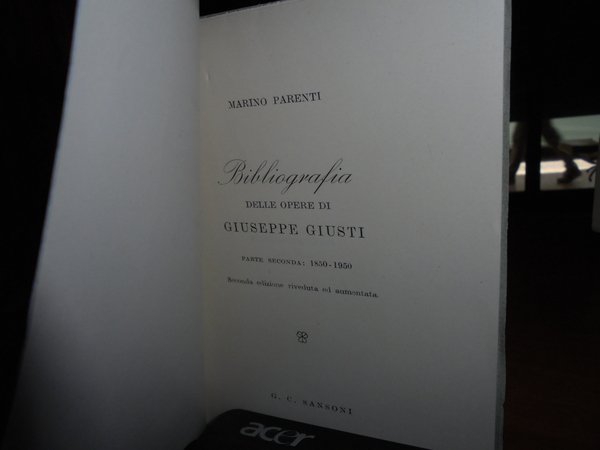 MARINO PARENTI
Bibliografia
DELLE OPERE DI
GIUSEPPE GIUSTI
PARTE SECONDA: 1850-1950
Seconda edizione riveduta ed aumentata
G. C. SANSONI
acer